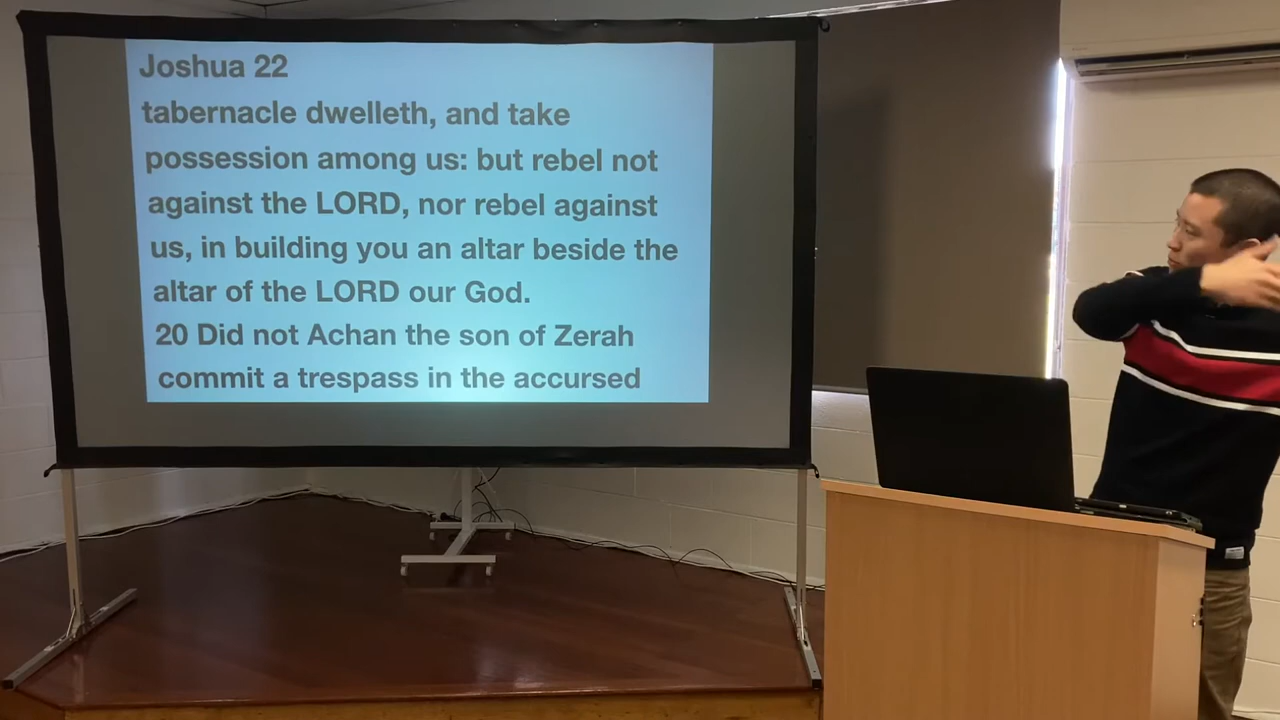 Joshua 22
tabernacle dwelleth, and take
possession among us: but rebel not
against the LORD, nor rebel against
us, in building you an altar beside the
altar of the LORD our God.
20 Did not Achan the son of Zerah
commit a trespass in the accursed